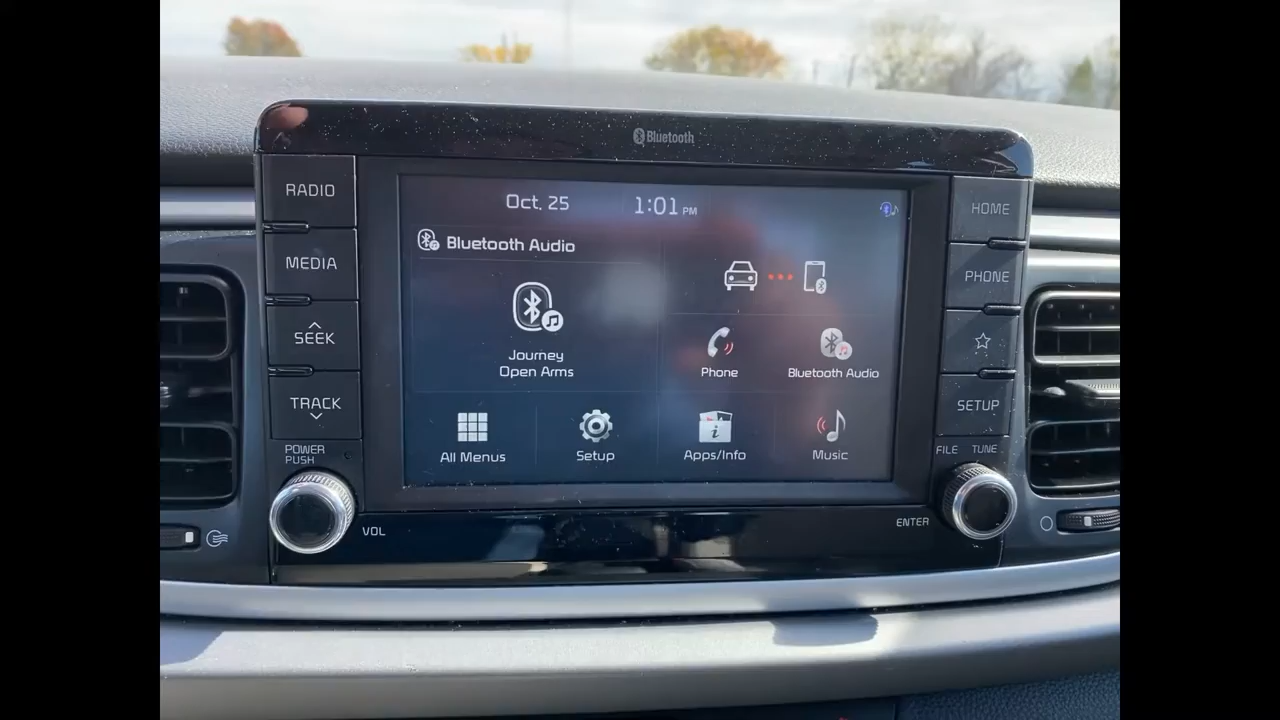 Bluetooth
RADIO
MEDIA
SEEK
TRACK
POWER
PUSH
VOL
Oct. 25 1:01 PM
Bluetooth Audio
Journey
Open Arms
Phone
Bluetooth Audio
All Menus
Setup
Apps/Info
Music
HOME
PHONE
SETUP
FILE TUNE
ENTER